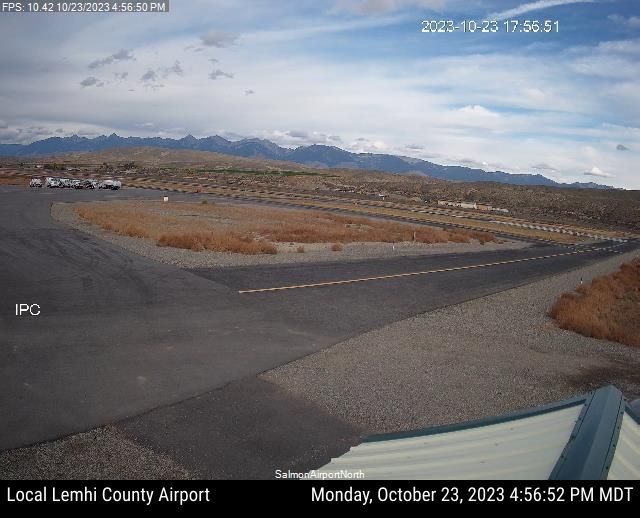 FPS: 10.42 10/23/2023 4:56:50 PM
2023-10-23 17:56:51
IPC
SalmonAirportNorth
Local Lemhi County Airport Monday, October 23, 2023 4:56:52 PM MDT